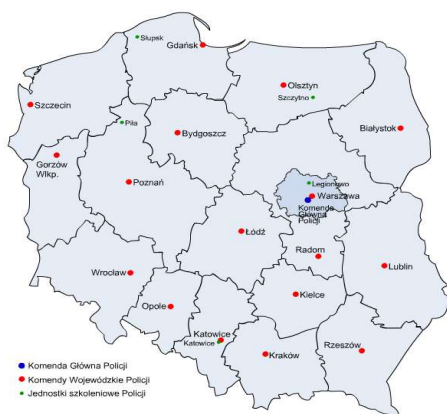 Słupsk
Gdańsk
Olsztyn
Szczytno
Szczecin
Piła
Bydgoszcz
Białystok
Gorzów
Wlkp.
Poznań
Legionowo
Warszawa
Komenda
Główna
Policji
Łódź
Radom
Lublin
Wrocław
Opole
Kielce
Katowice
Katowice
Kraków
Rzeszów
Komenda Główna Policji
Komendy Wojewódzkie Policji
Jednostki szkoleniowe Policji